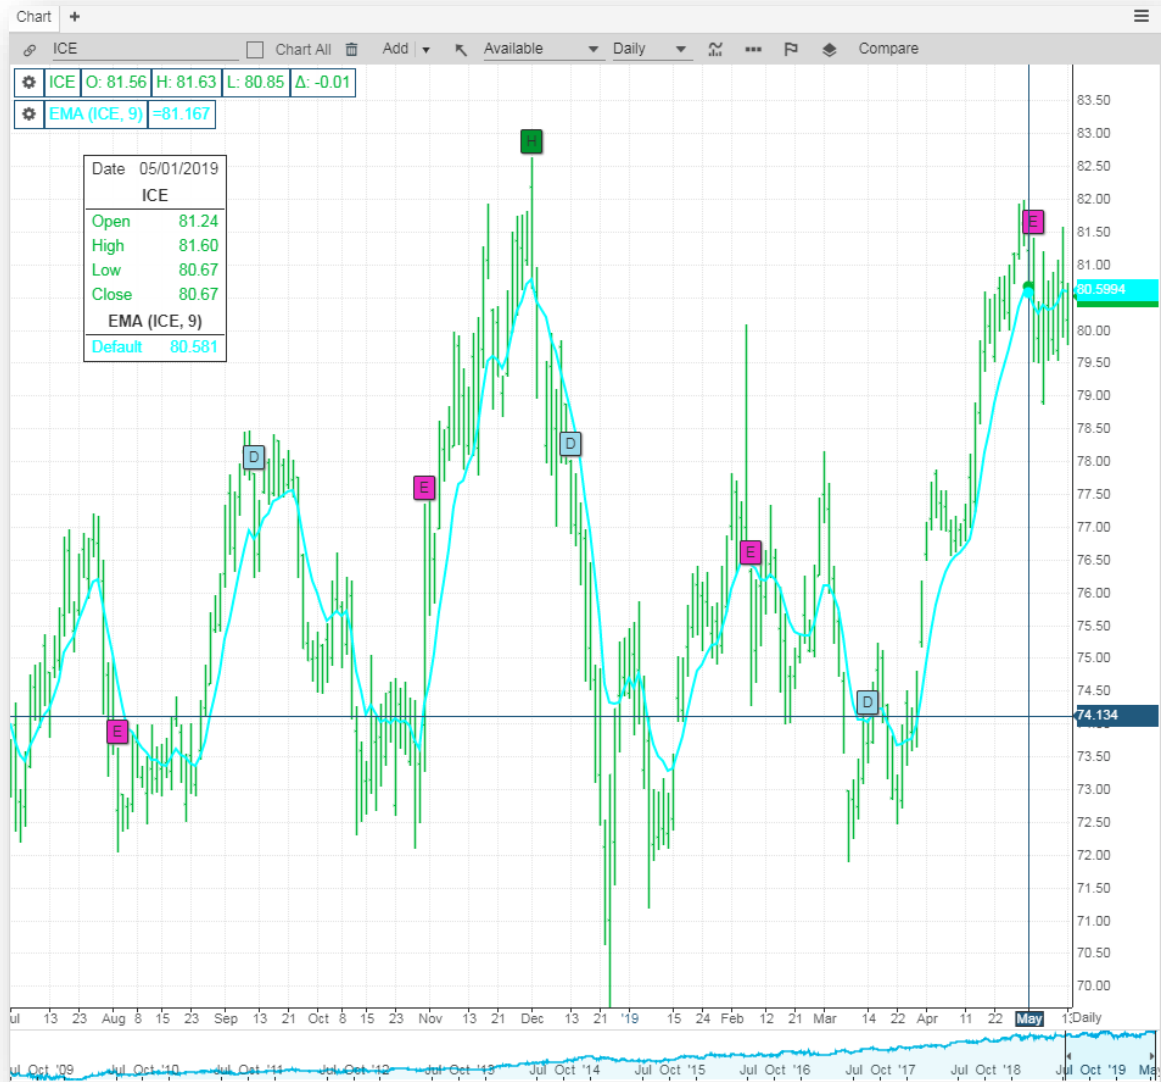 Chart +
ICE Chart All Add Available Daily Compare
ICE O: 81.56 H: 81.63 L: 80.85 Δ: -0.01
EMA (ICE, 9) =81.167
Date 05/01/2019
ICE
Open 81.24
High 81.60
Low 80.67
Close 80.67
EMA (ICE, 9)
Default 80.581
H
E
D
E
D
E
D
E
83.50
83.00
82.50
82.00
81.50
81.00
80.5994
80.00
79.50
79.00
78.50
78.00
77.50
77.00
76.50
76.00
75.50
75.00
74.50
74.134
73.50
73.00
72.50
72.00
71.50
71.00
70.50
70.00
ul 13 23 Aug 8 15 23 Sep 13 21 Oct 8 15 23 Nov 13 21 Dec 13 21 '19 15 24 Feb 12 21 Mar 14 22 Apr 11 22 May 13 Daily
ul Oct '09 Jul Oct '10 Jul Oct '11 Jul Oct '12 Jul Oct '13 Jul Oct '14 Jul Oct '15 Jul Oct '16 Jul Oct '17 Jul Oct '18 Jul Oct '19 May